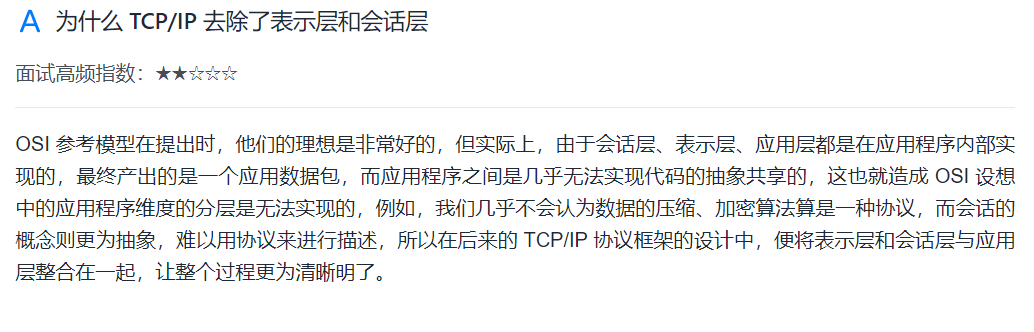 A 为什么 TCP/IP 去除了表示层和会话层
面试高频指数：★★☆☆☆
OSI 参考模型在提出时，他们的理想是非常好的，但实际上，由于会话层、表示层、应用层都是在应用程序内部实
现的，最终产出的是一个应用数据包，而应用程序之间是几乎无法实现代码的抽象共享的，这也就造成 OSI 设想
中的应用程序维度的分层是无法实现的，例如，我们几乎不会认为数据的压缩、加密算法算是一种协议，而会话的
概念则更为抽象，难以用协议来进行描述，所以在后来的 TCP/IP 协议框架的设计中，便将表示层和会话层与应用
层整合在一起，让整个过程更为清晰明了。